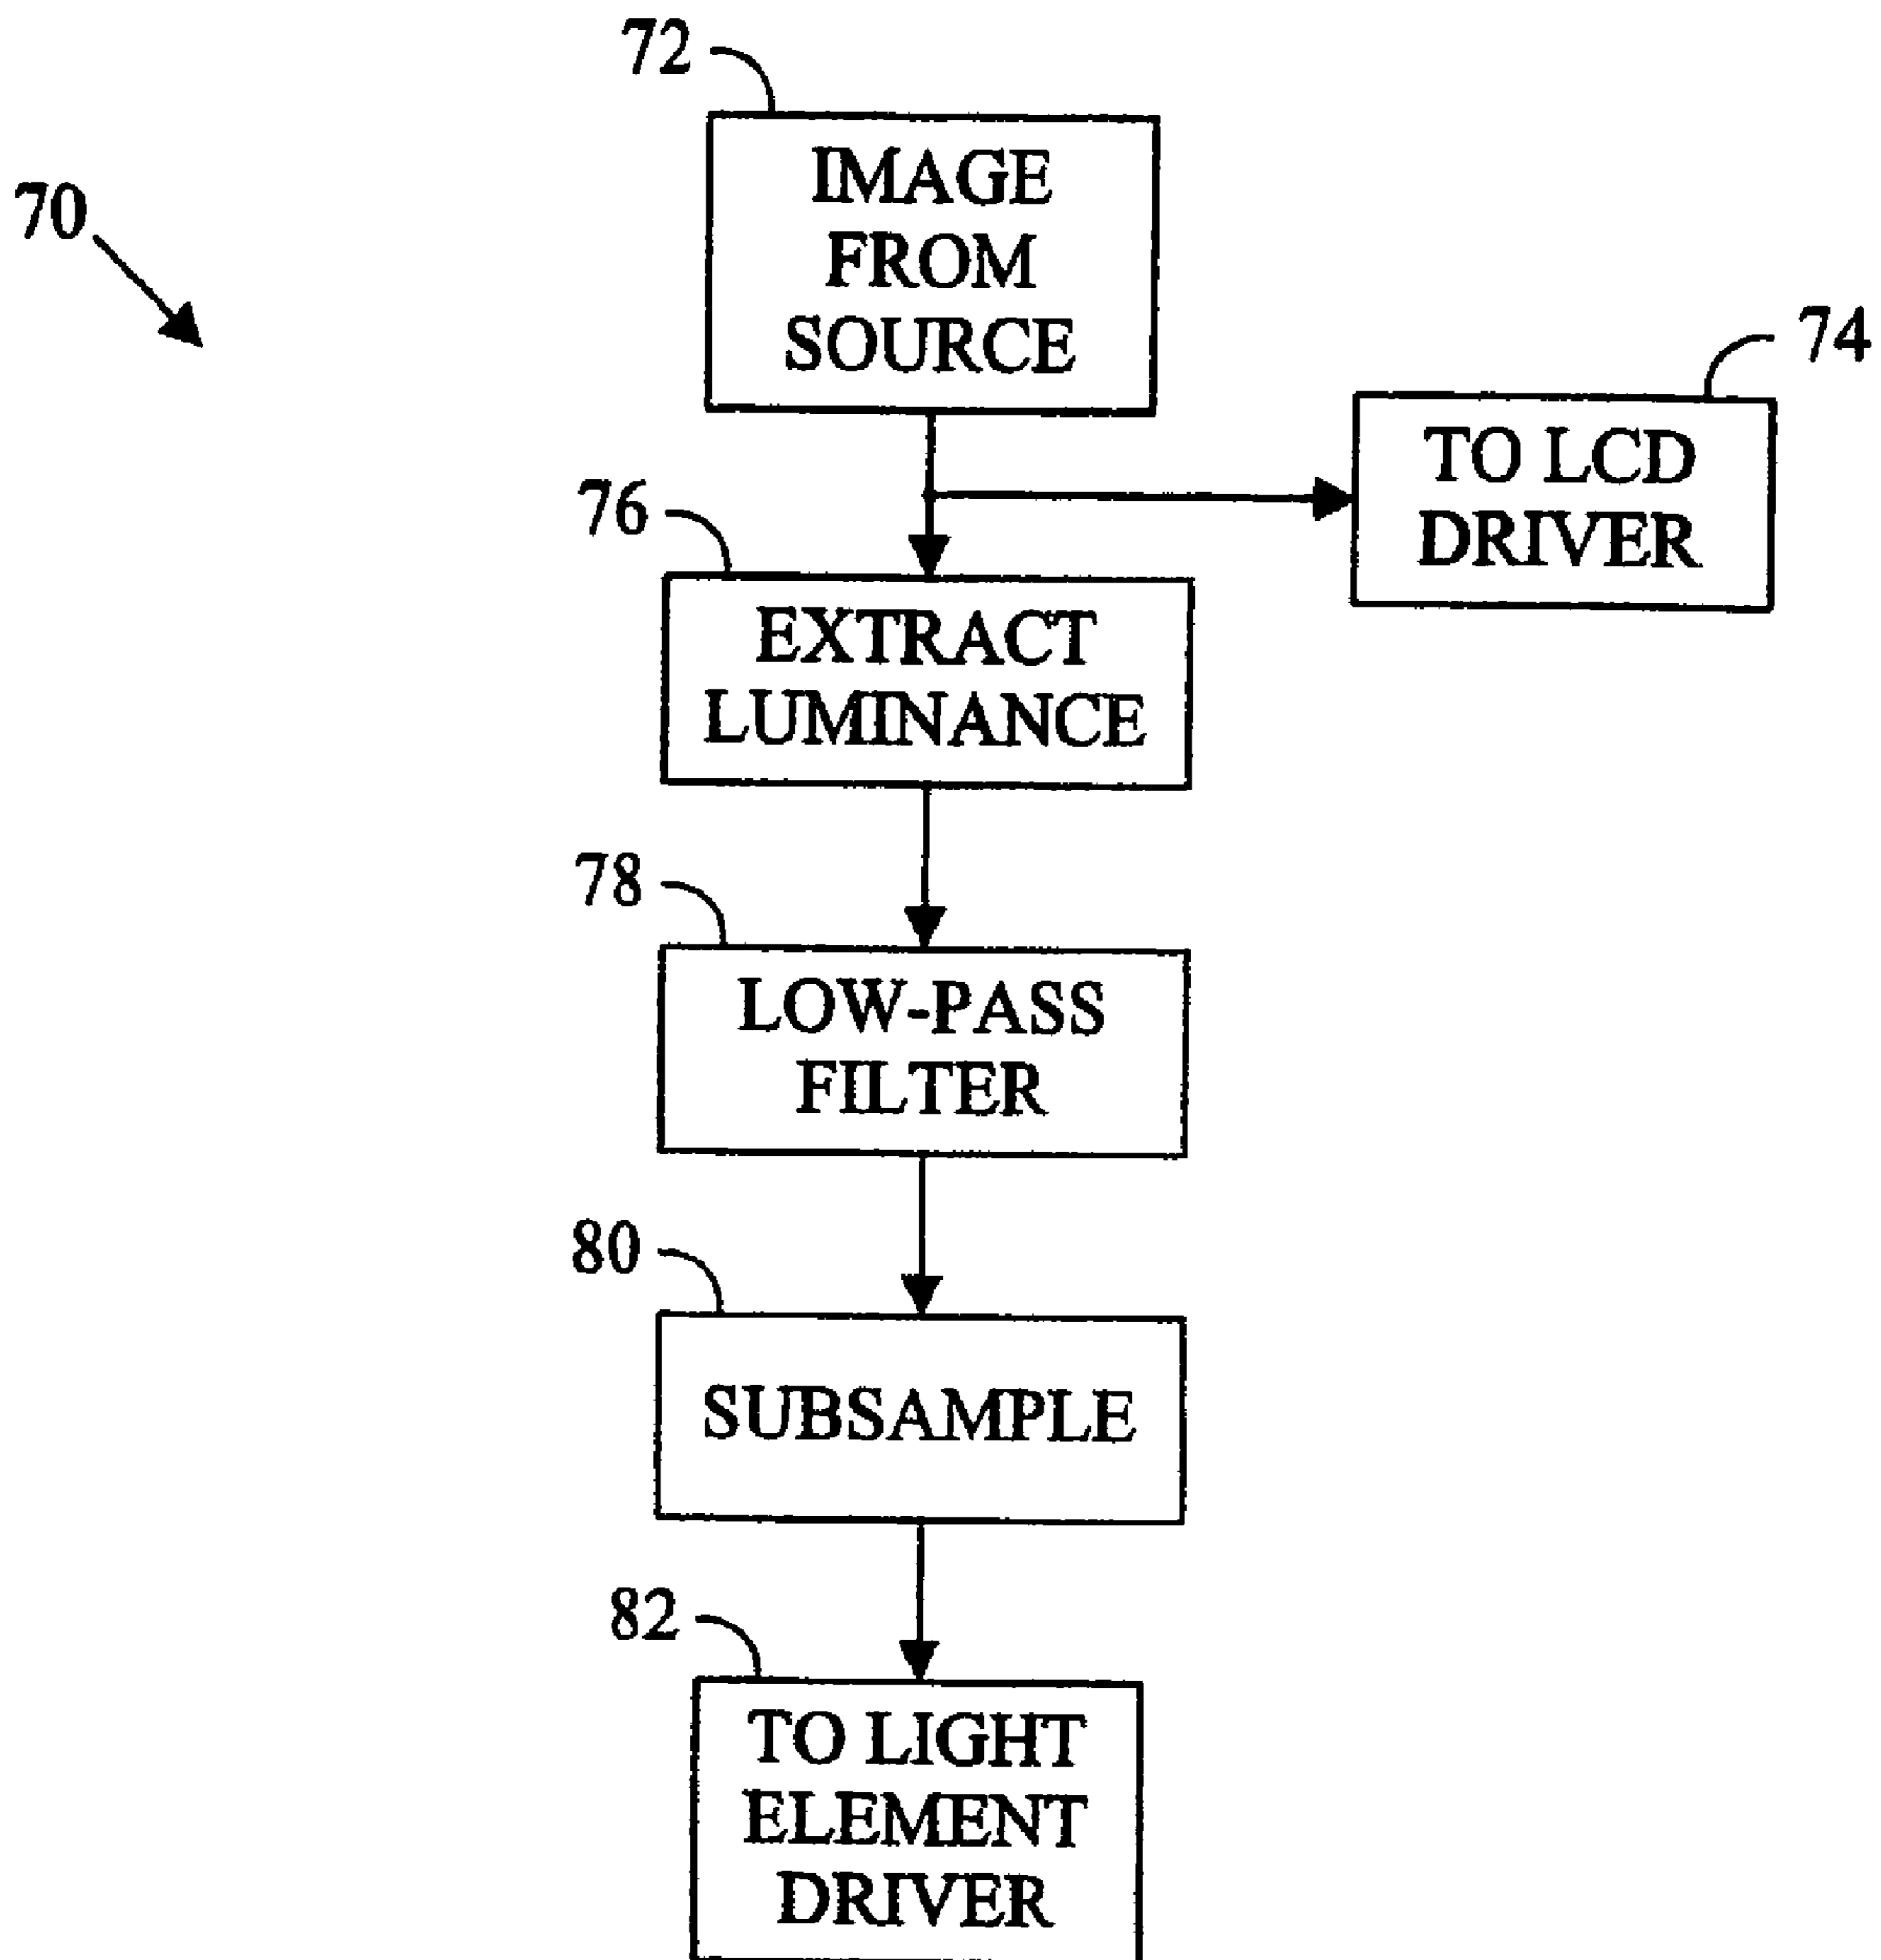 72
70
IMAGE
FROM
SOURCE
74
TO LCD
DRIVER
76
EXTRACT
LUMINANCE
78
LOW-PASS
FILTER
80
SUBSAMPLE
82
TO LIGHT
ELEMENT
DRIVER